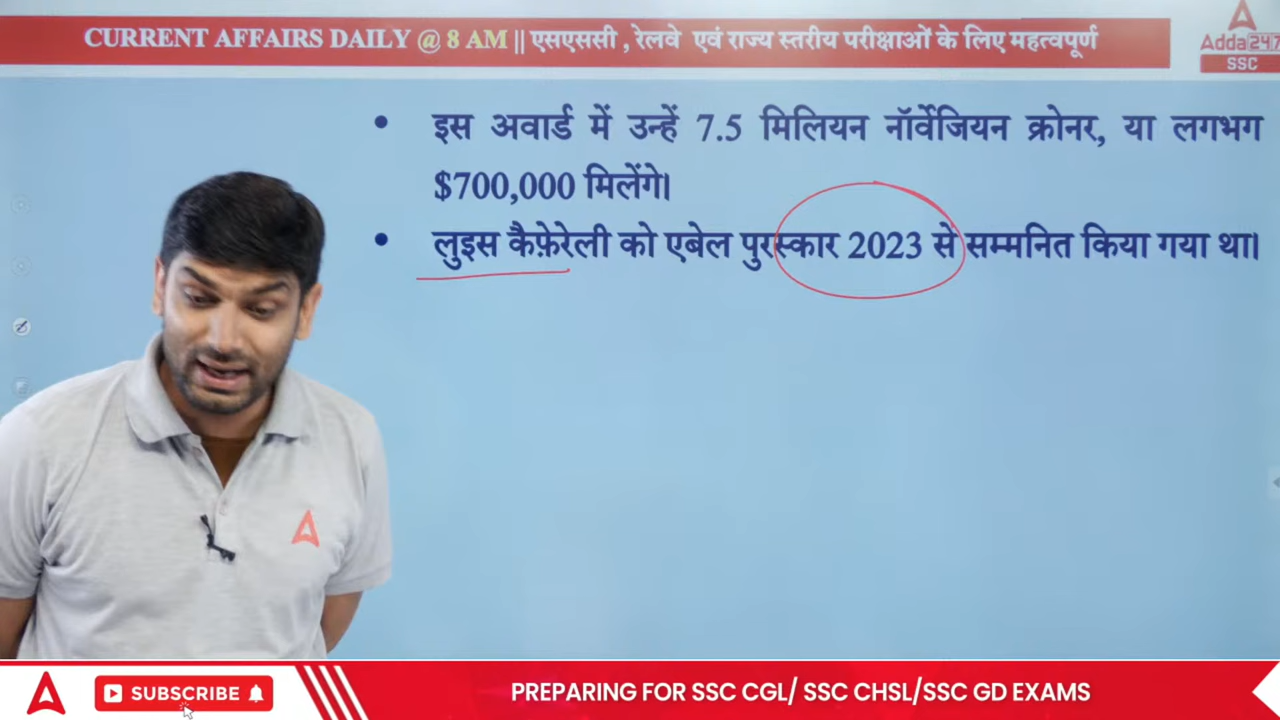 CURRENT AFFAIRS DAILY @ 8 AM || एसएससी , रेलवे एवं राज्य स्तरीय परीक्षाओं के लिए महत्वपूर्ण
Adda247
SSC
• इस अवार्ड में उन्हें 7.5 मिलियन नॉर्वेजियन क्रोनर, या लगभग
$700,000 मिलेंगे।
• लुइस कैफ़ेरेली को एबेल पुरस्कार 2023 से सम्मनित किया गया था।
SUBSCRIBE
PREPARING FOR SSC CGL/ SSC CHSL/SSC GD EXAMS